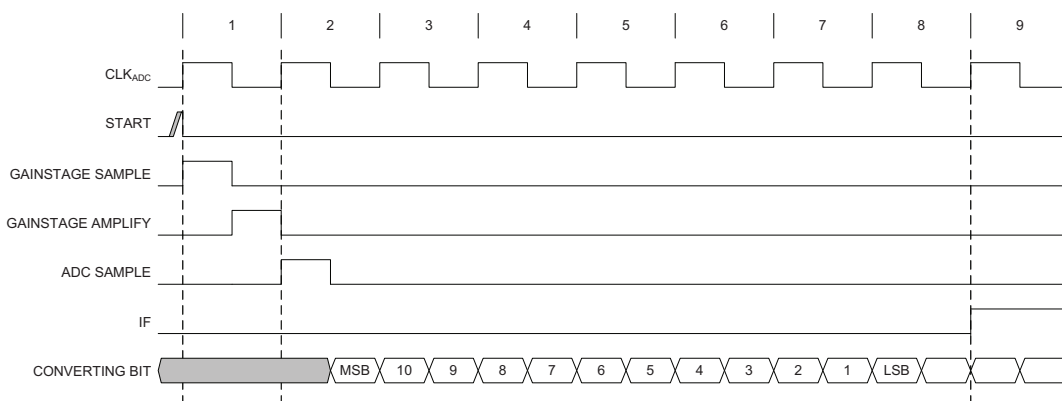 1 2 3 4 5 6 7 8 9
CLKADC
START
GAINSTAGE SAMPLE
GAINSTAGE AMPLIFY
ADC SAMPLE
IF
CONVERTING BIT MSB 10 9 8 7 6 5 4 3 2 1 LSB